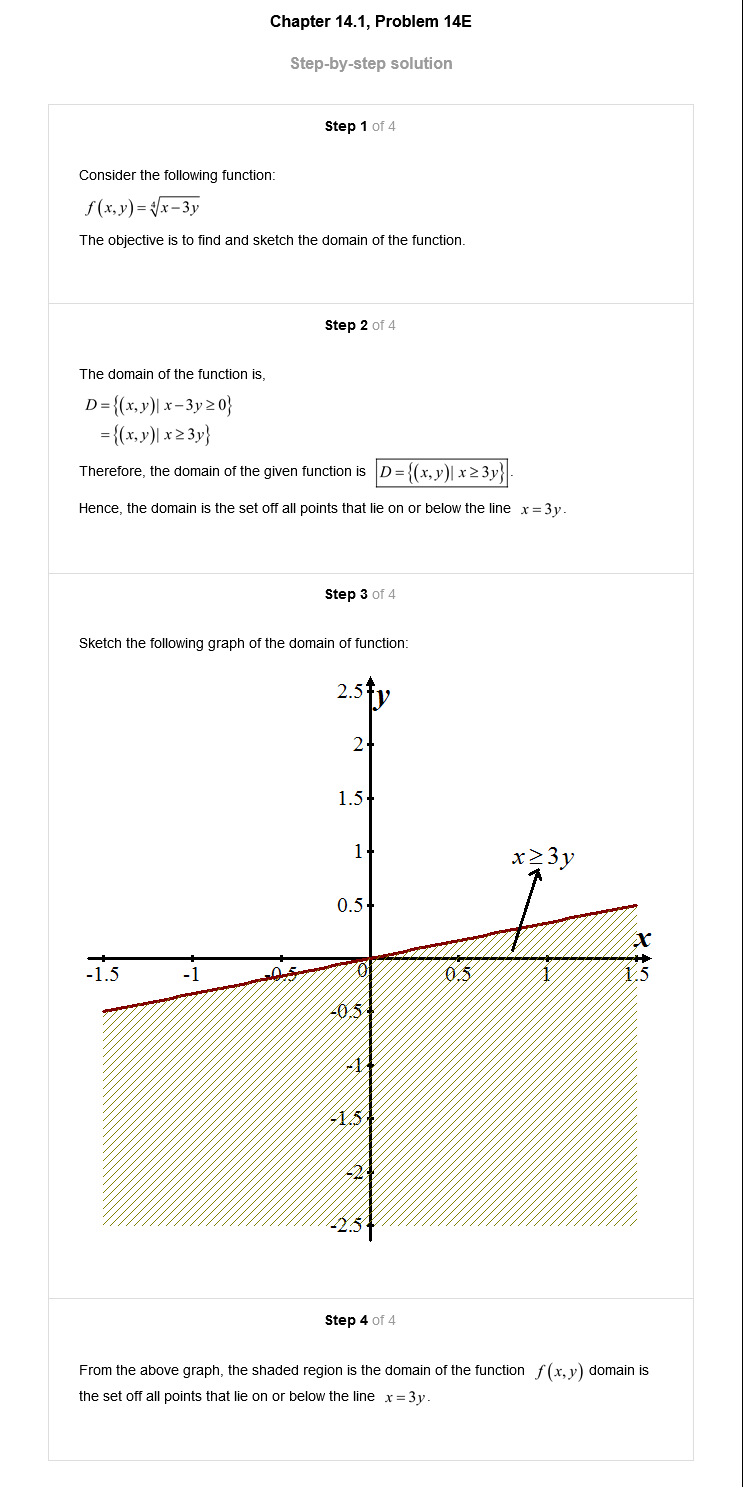 Chapter 14.1, Problem 14E
Step-by-step solution
Step 1 of 4
Consider the following function:
f(x,y)=∜(x−3y)
The objective is to find and sketch the domain of the function.
Step 2 of 4
The domain of the function is,
D={(x,y)| x−3y≥0}
={(x,y)| x≥3y}
Therefore, the domain of the given function is D={(x,y)| x≥3y}.
Hence, the domain is the set off all points that lie on or below the line x=3y.
Step 3 of 4
Sketch the following graph of the domain of function:
2.5 y
2
1.5
1
x≥3y
0.5
x
-1.5 -1 -0.5 0 0.5 1 1.5
-0.5
-1
-1.5
-2
-2.5
Step 4 of 4
From the above graph, the shaded region is the domain of the function f(x,y) domain is
the set off all points that lie on or below the line x=3y.